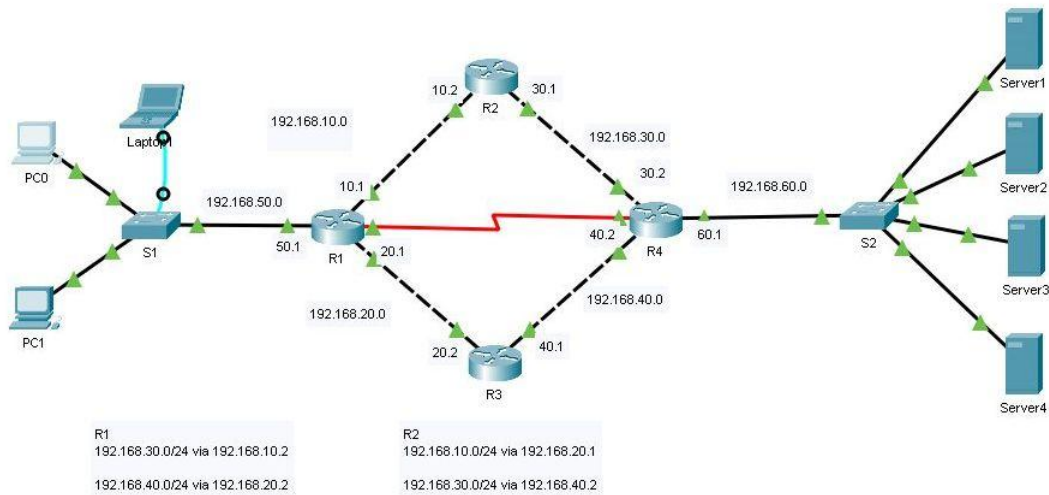 Server1
10.2
30.1
R2
192.168.10.0
192.168.30.0
Laptop1
Server2
PC0
10.1
30.2
192.168.50.0
192.168.60.0
S1
50.1
R1
20.1
40.2
R4
60.1
S2
Server3
192.168.20.0
192.168.40.0
PC1
20.2
40.1
R3
Server4
R1
192.168.30.0/24 via 192.168.10.2
192.168.40.0/24 via 192.168.20.2
R2
192.168.10.0/24 via 192.168.20.1
192.168.30.0/24 via 192.168.40.2